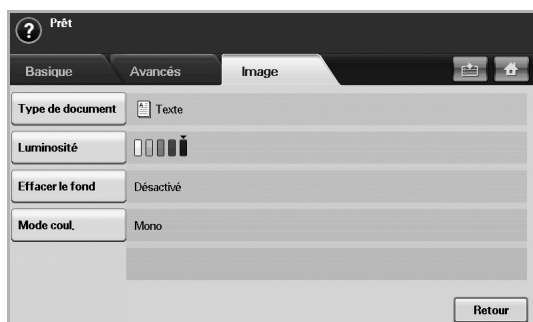 Prêt
Basique Avancés Image
Type de document Texte
Luminosité
Effacer le fond Désactivé
Mode coul. Mono
Retour